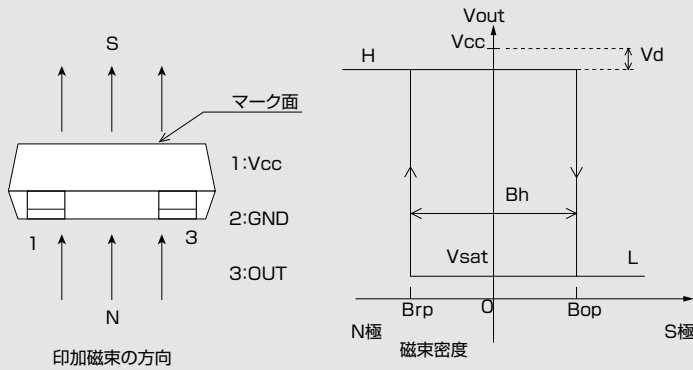 S
マーク面
1:Vcc
2:GND
3:OUT
1
3
N
印加磁束の方向
Vout
Vcc
H
Vd
Bh
Vsat
L
Brp
0
Bop
N極
S極
磁束密度